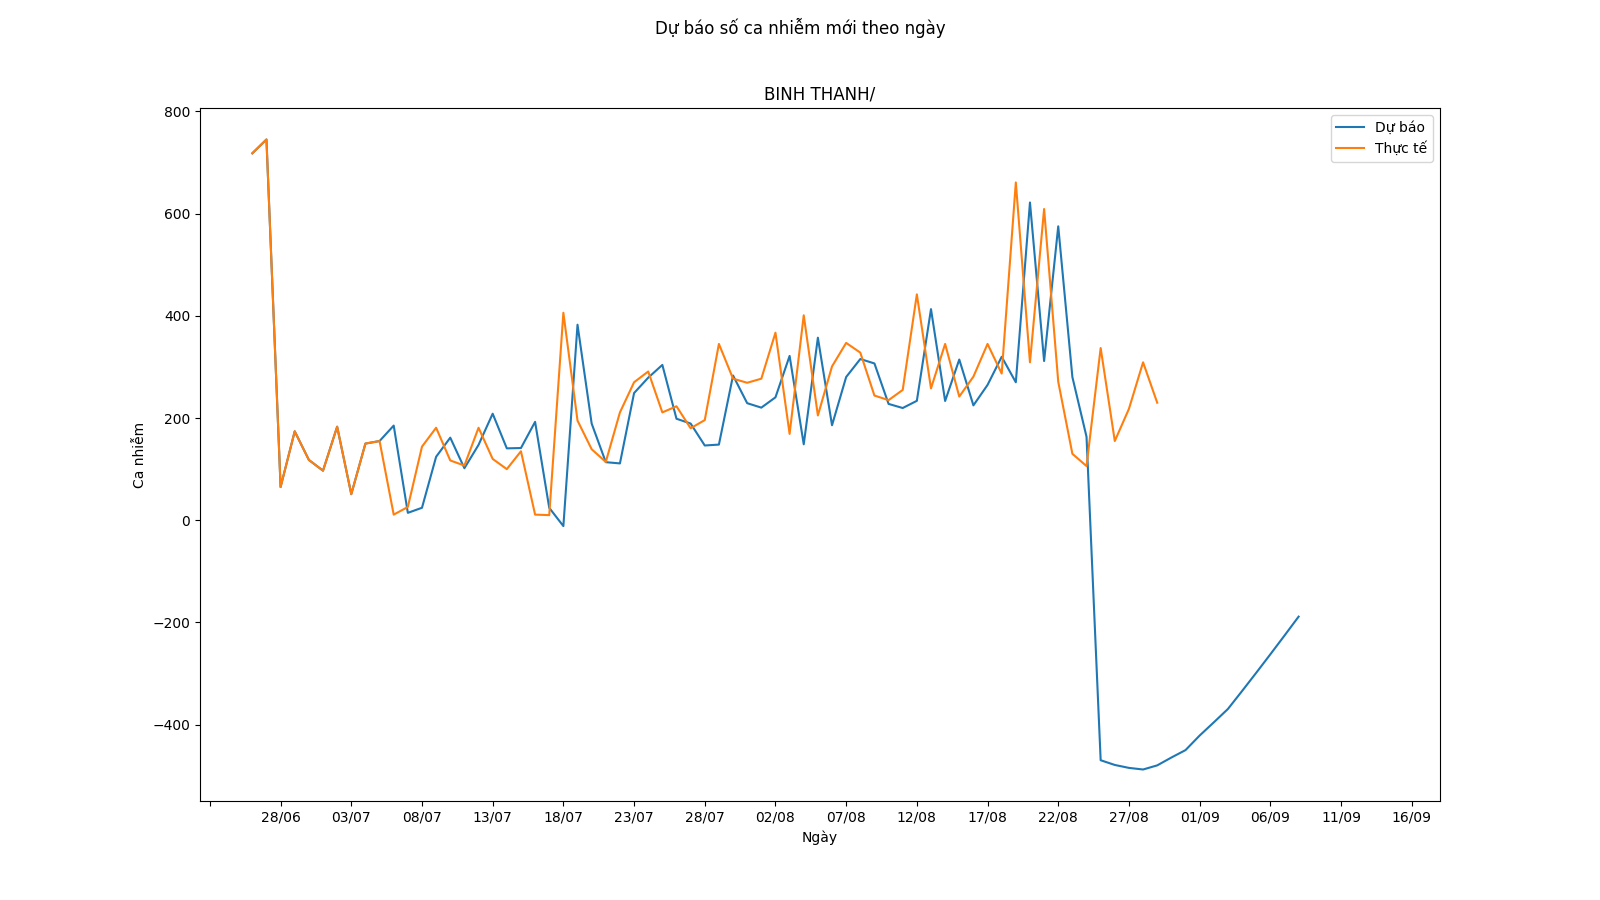 Dự báo số ca nhiễm mới theo ngày
BINH THANH/
Dự báo
Thực tế
800
600
400
200
0
−200
−400
Ca nhiễm
28/06 03/07 08/07 13/07 18/07 23/07 28/07 02/08 07/08 12/08 17/08 22/08 27/08 01/09 06/09 11/09 16/09
Ngày